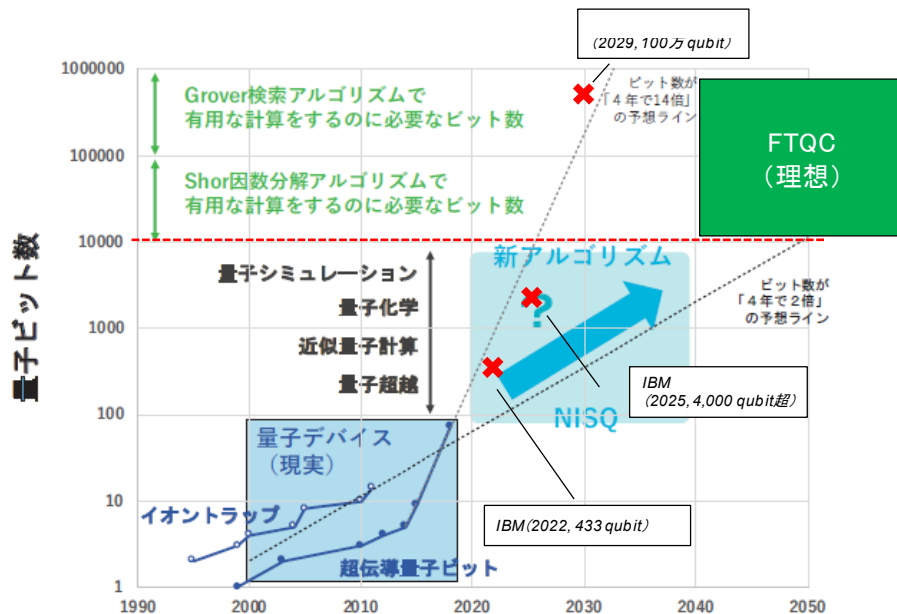 (2029, 100万 qubit)
1000000
100000
10000
1000
100
10
1
量子ビット数
Grover検索アルゴリズムで
有用な計算をするのに必要なビット数
Shor因数分解アルゴリズムで
有用な計算をするのに必要なビット数
ビット数が
「４年で14倍」
の予想ライン
FTQC
（理想）
量子シミュレーション
量子化学
近似量子計算
量子超越
新アルゴリズム
?
NISQ
ビット数が
「４年で２倍」
の予想ライン
IBM
（2025, 4,000 qubit超）
IBM（2022, 433 qubit）
量子デバイス
（現実）
イオントラップ
超伝導量子ビット
1990
2000
2010
2020
2030
2040
2050